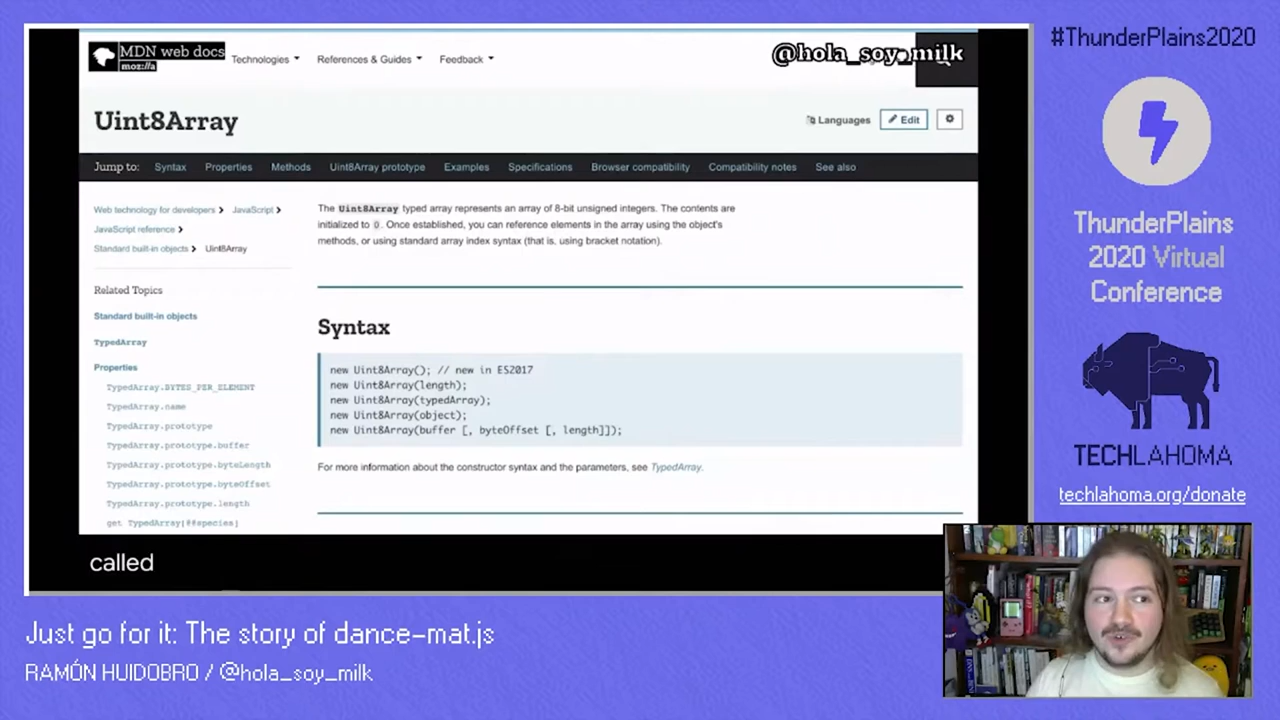 MDN web docs
moz://a
Technologies
References & Guides
Feedback
@hola_soy_milk
Uint8Array
Languages
Edit
Jump to:
Syntax
Properties
Methods
Uint8Array prototype
Examples
Specifications
Browser compatibility
Compatibility notes
See also
Web technology for developers
JavaScript
JavaScript reference
Standard built-in objects
Uint8Array
Related Topics
Standard built-in objects
TypedArray
Properties
TypedArray.BYTES_PER_ELEMENT
TypedArray.name
TypedArray.prototype
TypedArray.prototype.buffer
TypedArray.prototype.byteLength
TypedArray.prototype.byteOffset
TypedArray.prototype.length
get TypedArray[@@species]
The Uint8Array typed array represents an array of 8-bit unsigned integers. The contents are
initialized to 0. Once established, you can reference elements in the array using the object's
methods, or using standard array index syntax (that is, using bracket notation).
Syntax
new Uint8Array(); // new in ES2017
new Uint8Array(length);
new Uint8Array(typedArray);
new Uint8Array(object);
new Uint8Array(buffer [, byteOffset [, length]]);
For more information about the constructor syntax and the parameters, see TypedArray.
called
#ThunderPlains2020
ThunderPlains
2020 Virtual
Conference
TECHLAHOMA
techlahoma.org/donate
Just go for it: The story of dance-mat.js
RAMÓN HUIDOBRO / @hola_soy_milk